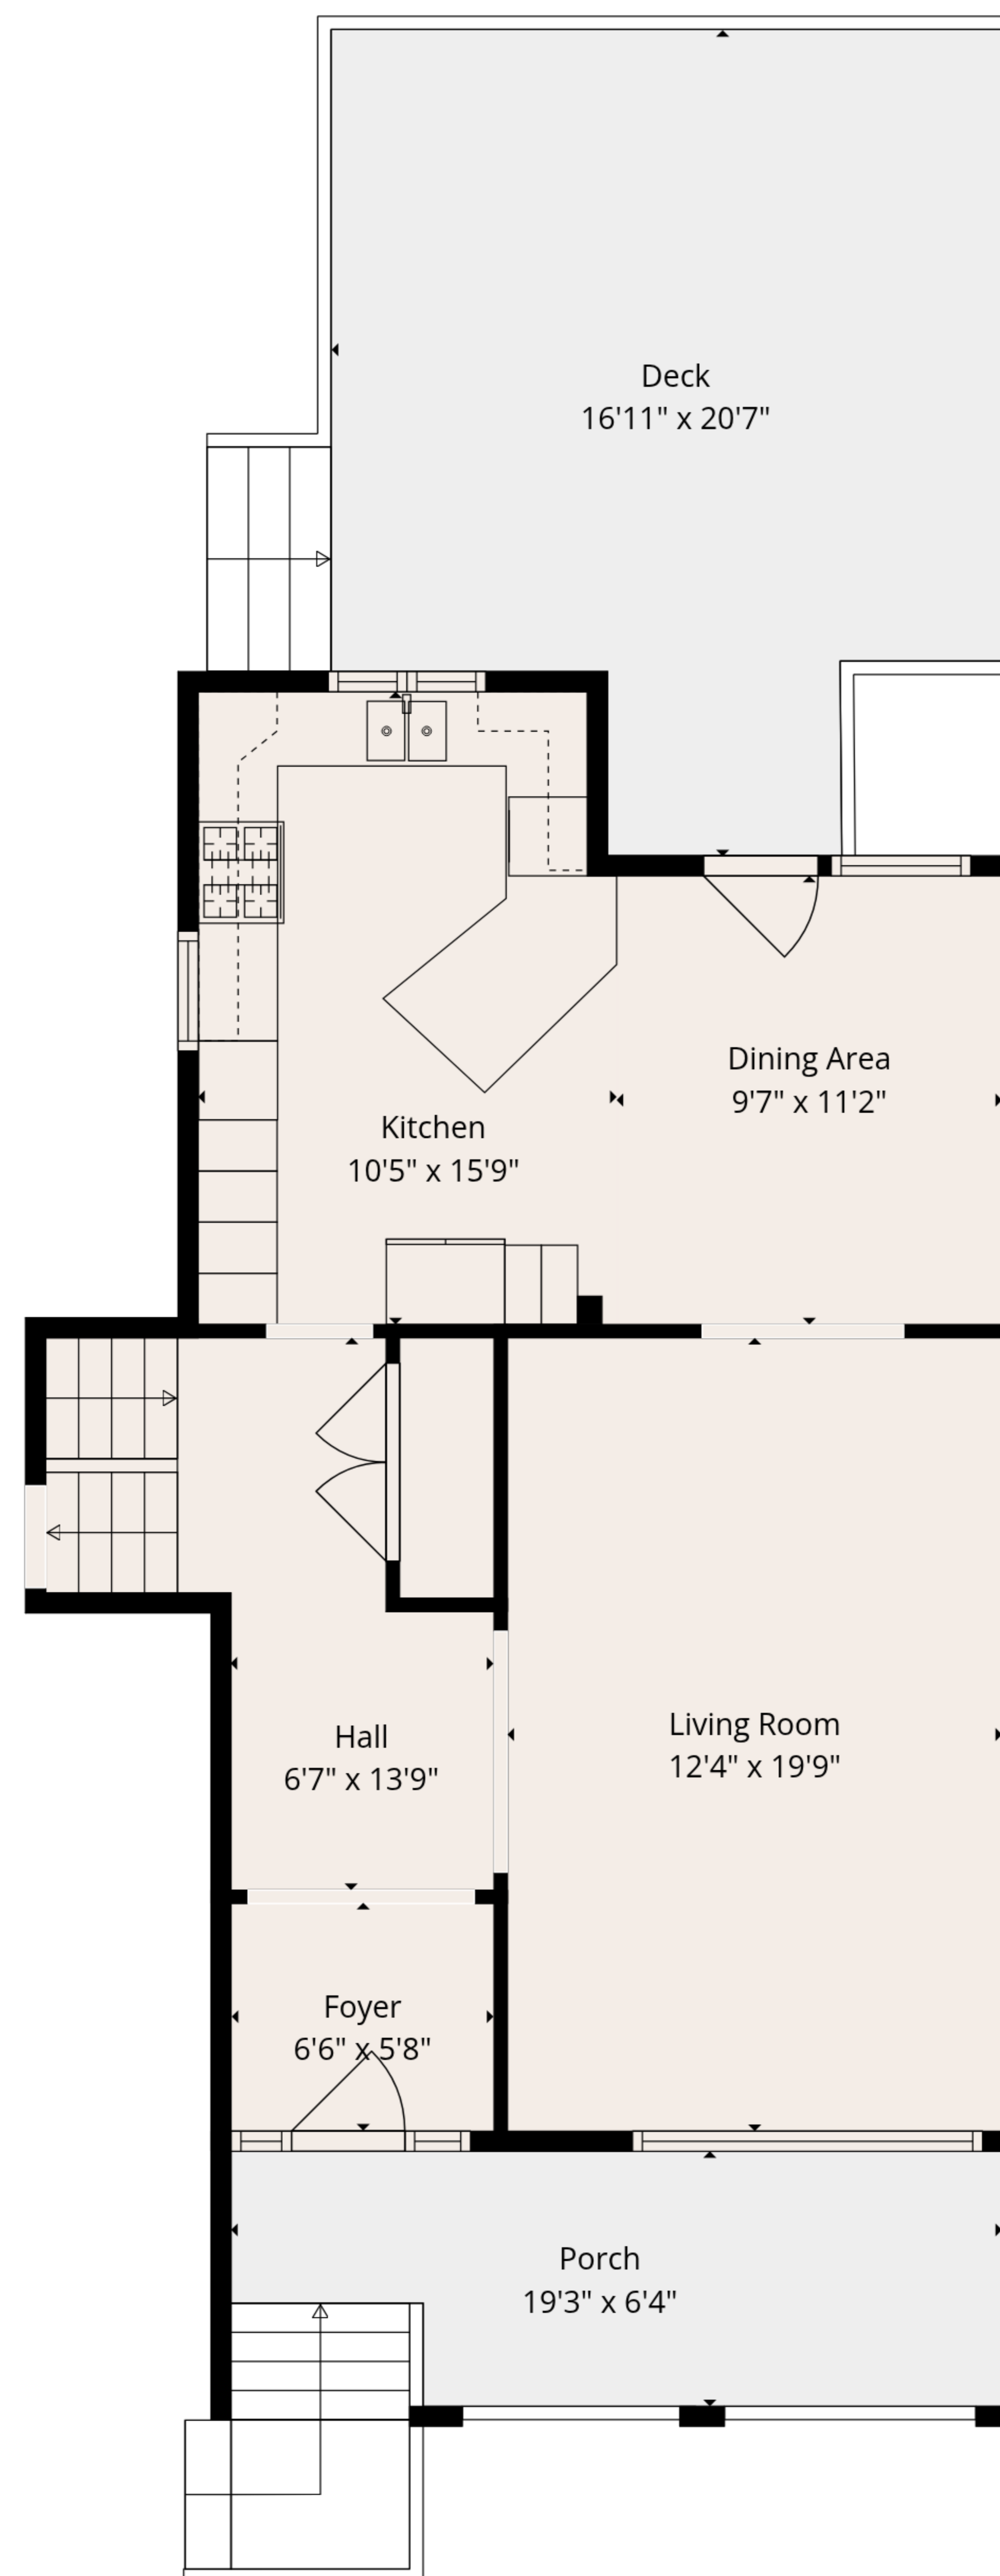 Deck
16'11" x 20'7"
Dining Area
9'7" x 11'2"
Kitchen
10'5" x 15'9"
Living Room
12'4" x 19'9"
Hall
6'7" x 13'9"
Foyer
6'6" x 5'8"
Porch
19'3" x 6'4"